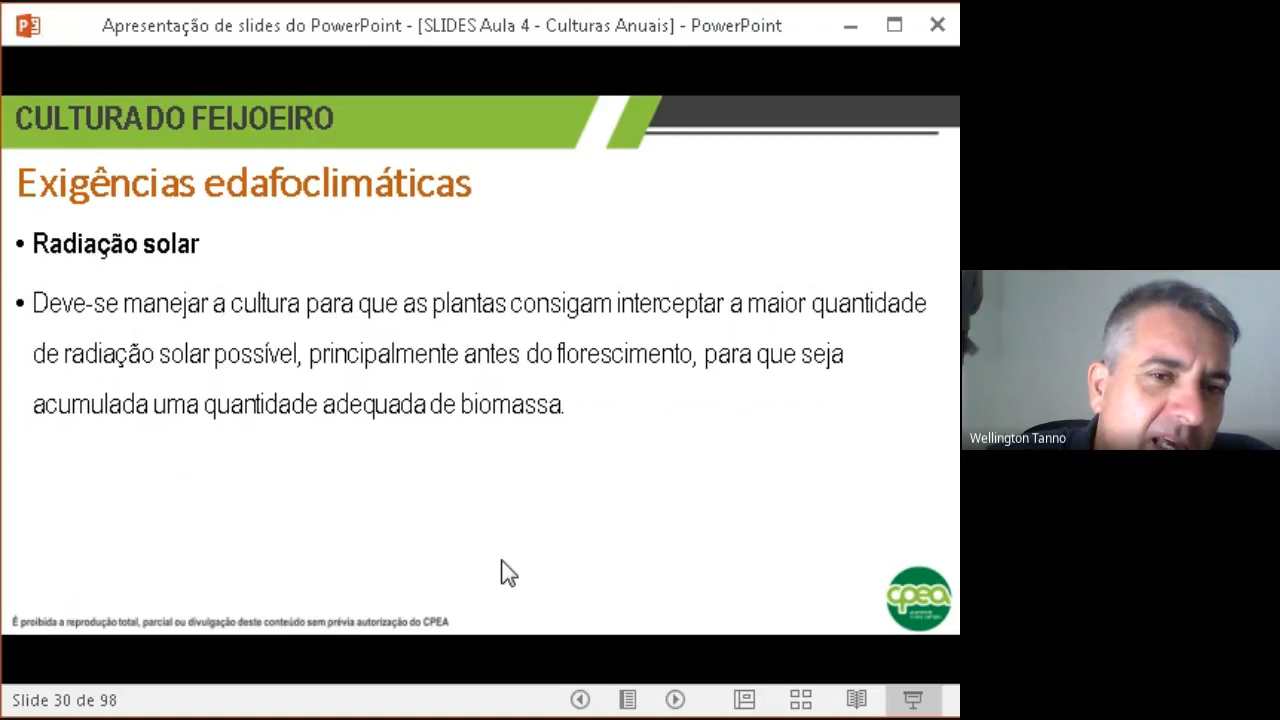 Apresentação de slides do PowerPoint - [SLIDES Aula 4 - Culturas Anuais] - PowerPoint
CULTURA DO FEIJOEIRO
Exigências edafoclimáticas
• Radiação solar
• Deve-se manejar a cultura para que as plantas consigam interceptar a maior quantidade
de radiação solar possível, principalmente antes do florescimento, para que seja
acumulada uma quantidade adequada de biomassa.
Wellington Tanno
cpea
É proibida a reprodução total, parcial ou divulgação deste conteúdo sem prévia autorização do CPEA
Slide 30 de 98